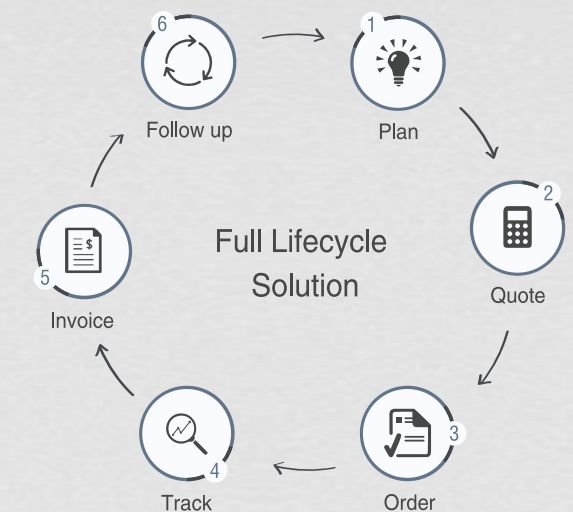 6
Follow up
1
Plan
2
Quote
Full Lifecycle
Solution
5
$
Invoice
3
Order
4
Track